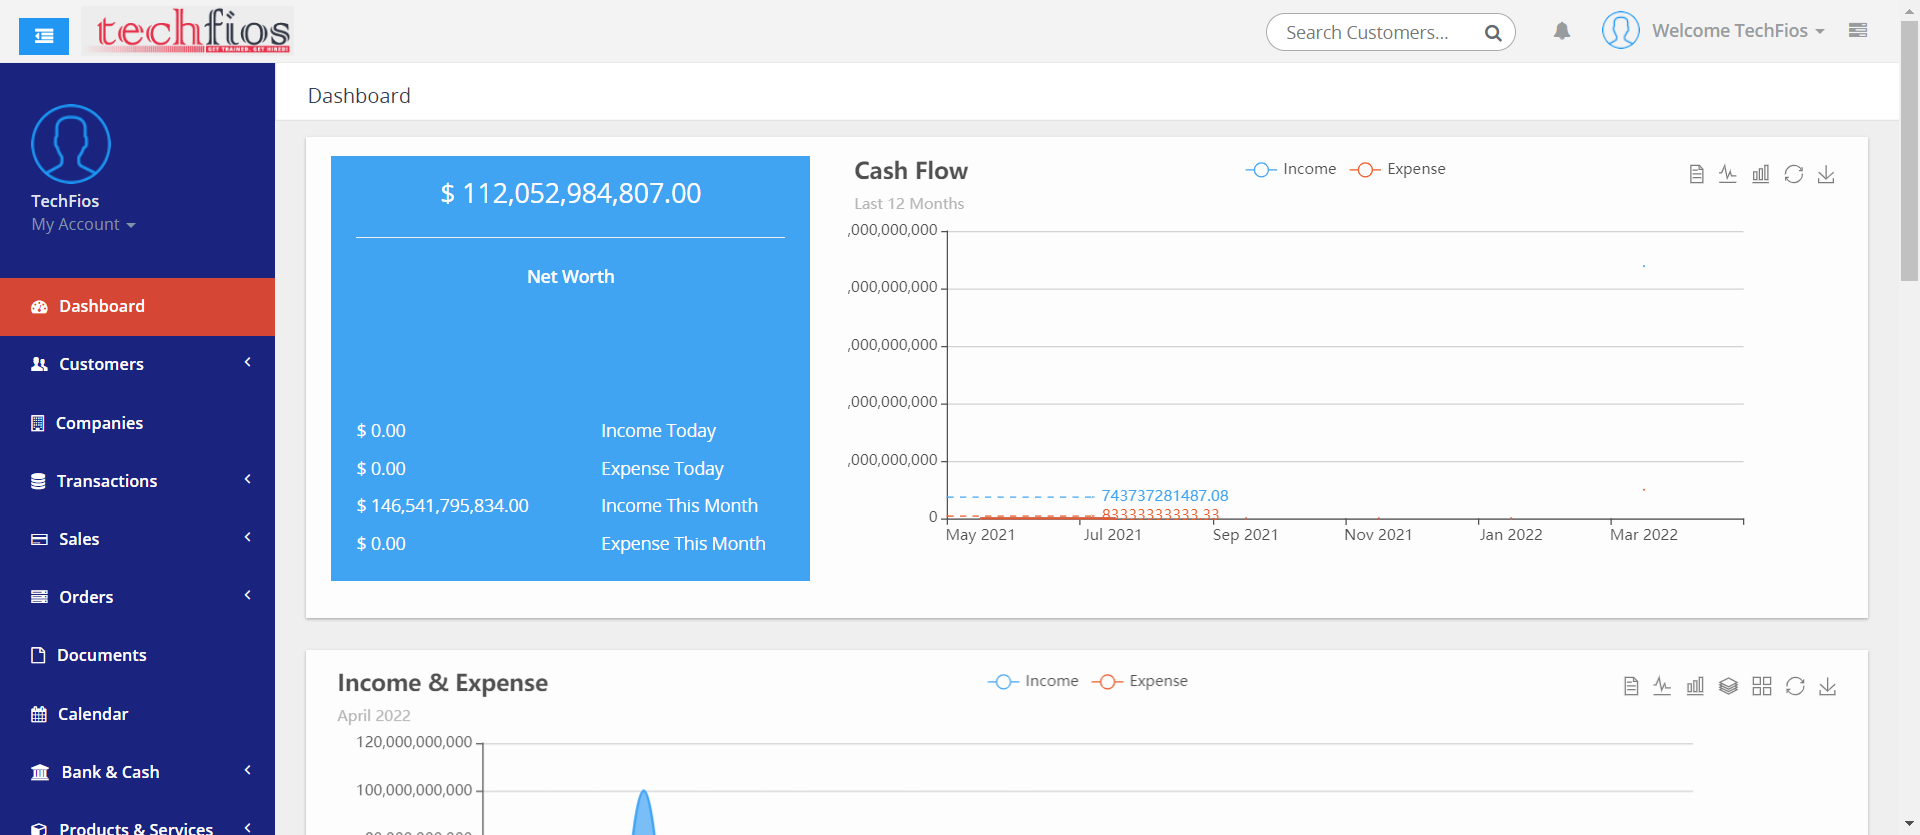 techfios
GET TRAINED. GET HIRED!
Search Customers...
Welcome TechFios
TechFios
My Account
Dashboard
Customers
Companies
Transactions
Sales
Orders
Documents
Calendar
Bank & Cash
Products & Services
Dashboard
$ 112,052,984,807.00
Net Worth
$ 0.00 Income Today
$ 0.00 Expense Today
$ 146,541,795,834.00 Income This Month
$ 0.00 Expense This Month
Cash Flow
Last 12 Months
Income Expense
,000,000,000
,000,000,000
,000,000,000
,000,000,000
,000,000,000
0
743737281487.08
83333333333.33
May 2021 Jul 2021 Sep 2021 Nov 2021 Jan 2022 Mar 2022
Income & Expense
April 2022
Income Expense
120,000,000,000
100,000,000,000
80,000,000,000